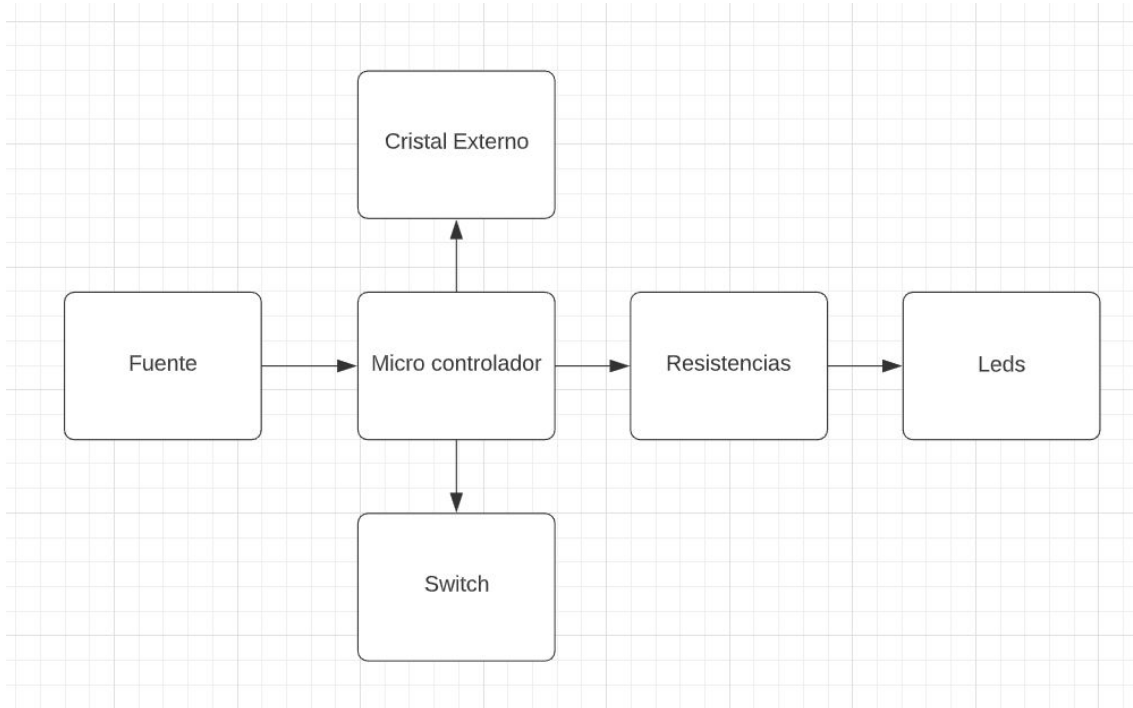 Cristal Externo
Fuente
Micro controlador
Resistencias
Leds
Switch